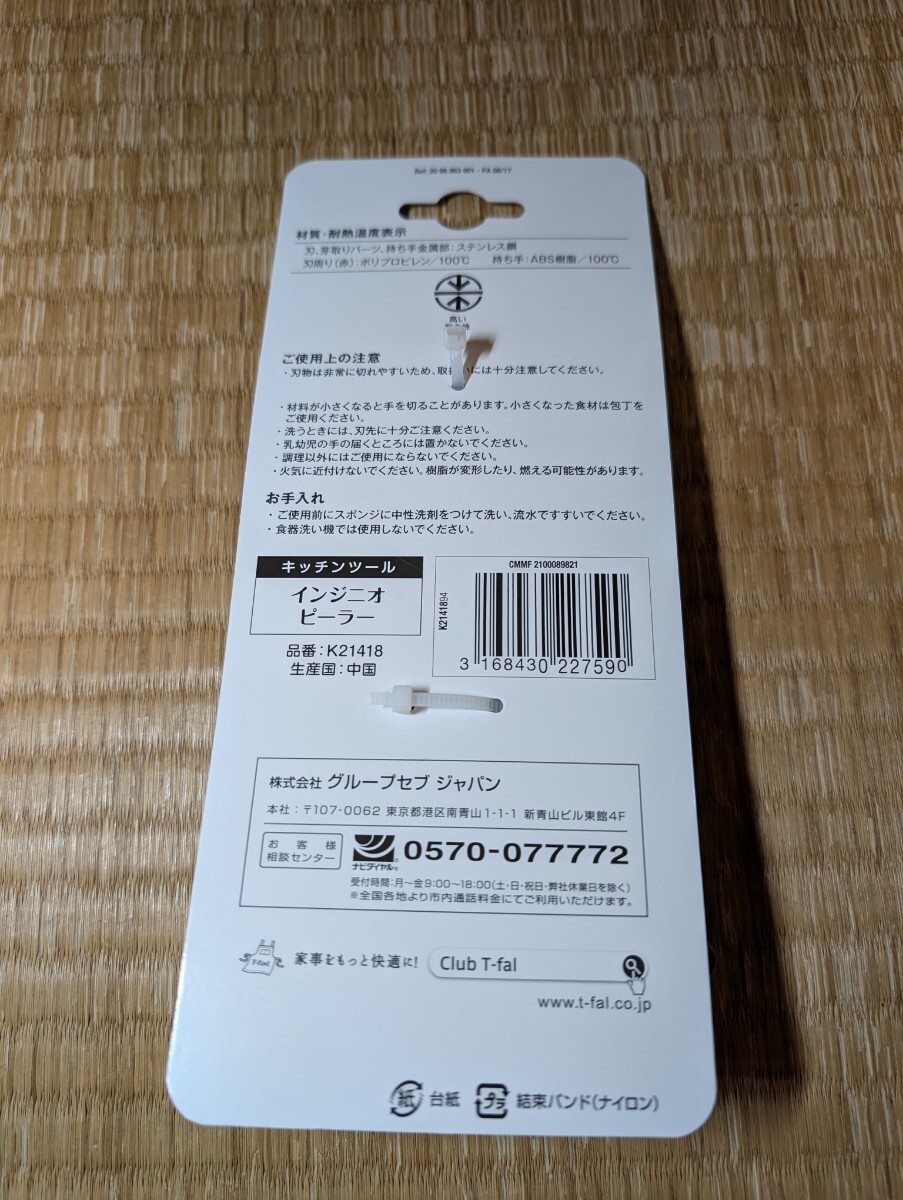 Ref. 20 00 063 001 - PA 06/17
材質・耐熱温度表示
刃、芽取りパーツ、持ち手金属部：ステンレス鋼
刃周り(赤)：ポリプロピレン／100℃　持ち手：ABS樹脂／100℃
高い
ご使用上の注意
・刃物は非常に切れやすいため、取扱いには十分注意してください。
・材料が小さくなると手を切ることがあります。小さくなった食材は包丁を
ご使用ください。
・洗うときには、刃先に十分ご注意ください。
・乳幼児の手の届くところには置かないでください。
・調理以外にはご使用にならないでください。
・火気に近付けないでください。樹脂が変形したり、燃える可能性があります。
お手入れ
・ご使用前にスポンジに中性洗剤をつけて洗い、流水ですすいでください。
・食器洗い機では使用しないでください。
キッチンツール
インジニオ
ピーラー
品番：K21418
生産国：中国
CMMF 2100089821
K2141894
3 168430 227590
株式会社 グループセブ ジャパン
本社：〒107-0062 東京都港区南青山1-1-1 新青山ビル東館4F
お客様
相談センター
ナビダイヤル®
0570-077772
受付時間：月〜金9:00〜18:00(土・日・祝日・弊社休業日を除く)
※全国各地より市内通話料金にてご利用いただけます。
T-fal
家事をもっと快適に!
Club T-fal
www.t-fal.co.jp
紙 台紙 プラ 結束バンド(ナイロン)